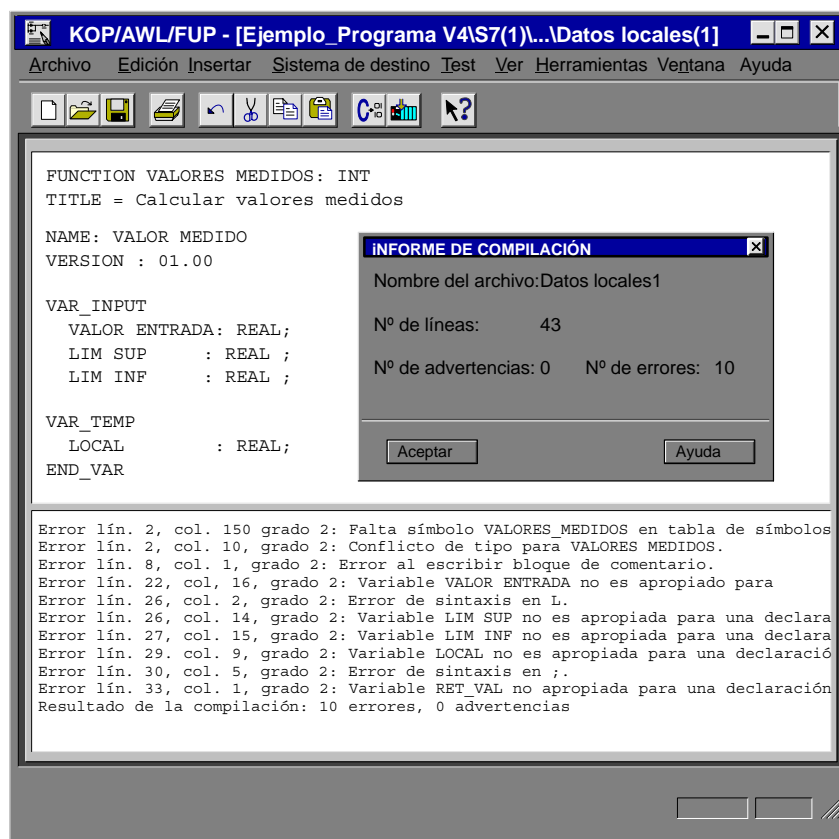 KOP/AWL/FUP - [Ejemplo_Programa V4\S7(1)\...\Datos locales(1]
Archivo Edición Insertar Sistema de destino Test Ver Herramientas Ventana Ayuda
FUNCTION VALORES MEDIDOS: INT
TITLE = Calcular valores medidos
NAME: VALOR MEDIDO
VERSION : 01.00
VAR_INPUT
VALOR ENTRADA: REAL;
LIM SUP : REAL ;
LIM INF : REAL ;
VAR_TEMP
LOCAL : REAL;
END_VAR
iNFORME DE COMPILACIÓN
Nombre del archivo:Datos locales1
Nº de líneas: 43
Nº de advertencias: 0 Nº de errores: 10
Aceptar Ayuda
Error lín. 2, col. 150 grado 2: Falta símbolo VALORES_MEDIDOS en tabla de símbolos
Error lín. 2, col. 10, grado 2: Conflicto de tipo para VALORES MEDIDOS.
Error lín. 8, col. 1, grado 2: Error al escribir bloque de comentario.
Error lín. 22, col, 16, grado 2: Variable VALOR ENTRADA no es apropiado para
Error lín. 26, col. 2, grado 2: Error de sintaxis en L.
Error lín. 26, col. 14, grado 2: Variable LIM SUP no es apropiada para una declara
Error lín. 27, col. 15, grado 2: Variable LIM INF no es apropiada para una declara
Error lín. 29. col. 9, grado 2: Variable LOCAL no es apropiada para una declaració
Error lín. 30, col. 5, grado 2: Error de sintaxis en ;.
Error lín. 33, col. 1, grado 2: Variable RET_VAL no apropiada para una declaración
Resultado de la compilación: 10 errores, 0 advertencias